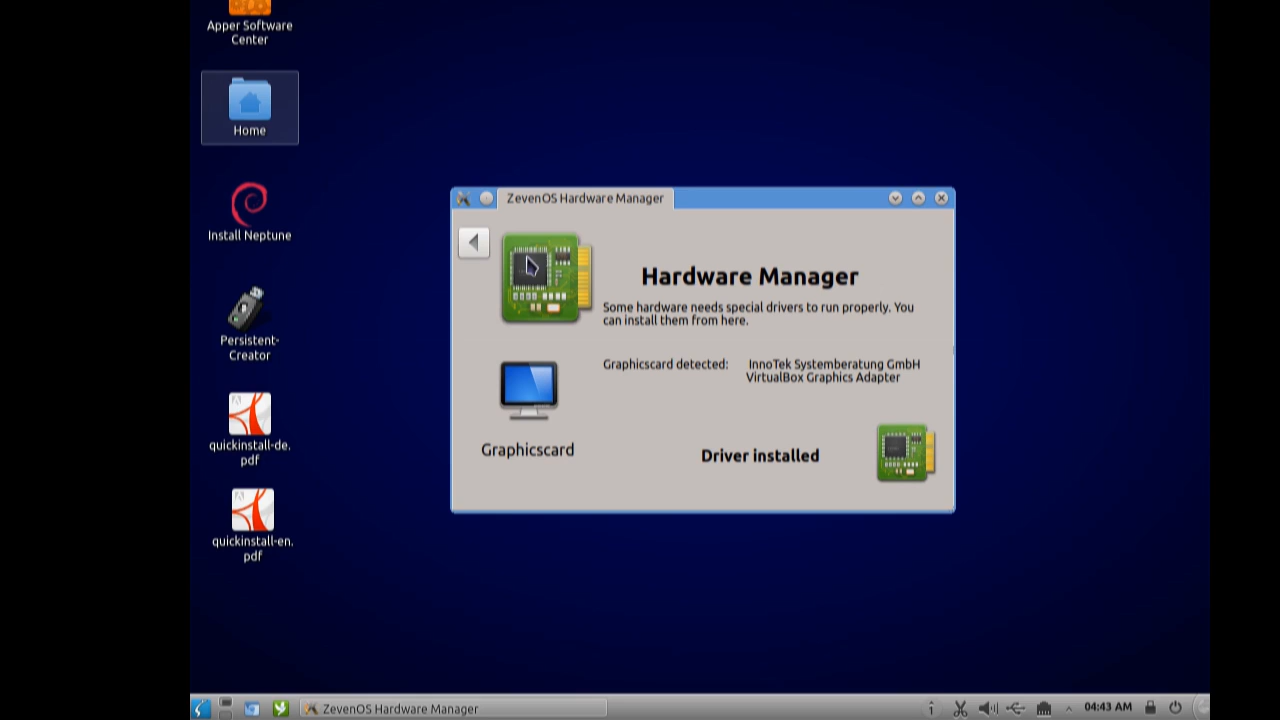 Apper Software
Center
Home
Install Neptune
Persistent-
Creator
quickinstall-de.
pdf
quickinstall-en.
pdf
ZevenOS Hardware Manager
Hardware Manager
Some hardware needs special drivers to run properly. You
can install them from here.
Graphicscard detected: InnoTek Systemberatung GmbH
VirtualBox Graphics Adapter
Graphicscard
Driver installed
ZevenOS Hardware Manager
04:43 AM